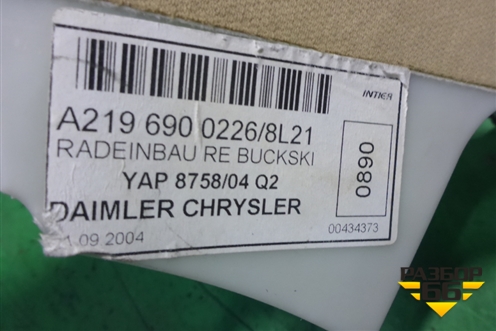 INTIER
A219 690 0226/8L21
RADEINBAU RE BUCKSKI
YAP 8758/04 Q2
DAIMLER CHRYSLER
09 2004
00434373
0890
РАЗБОР
66